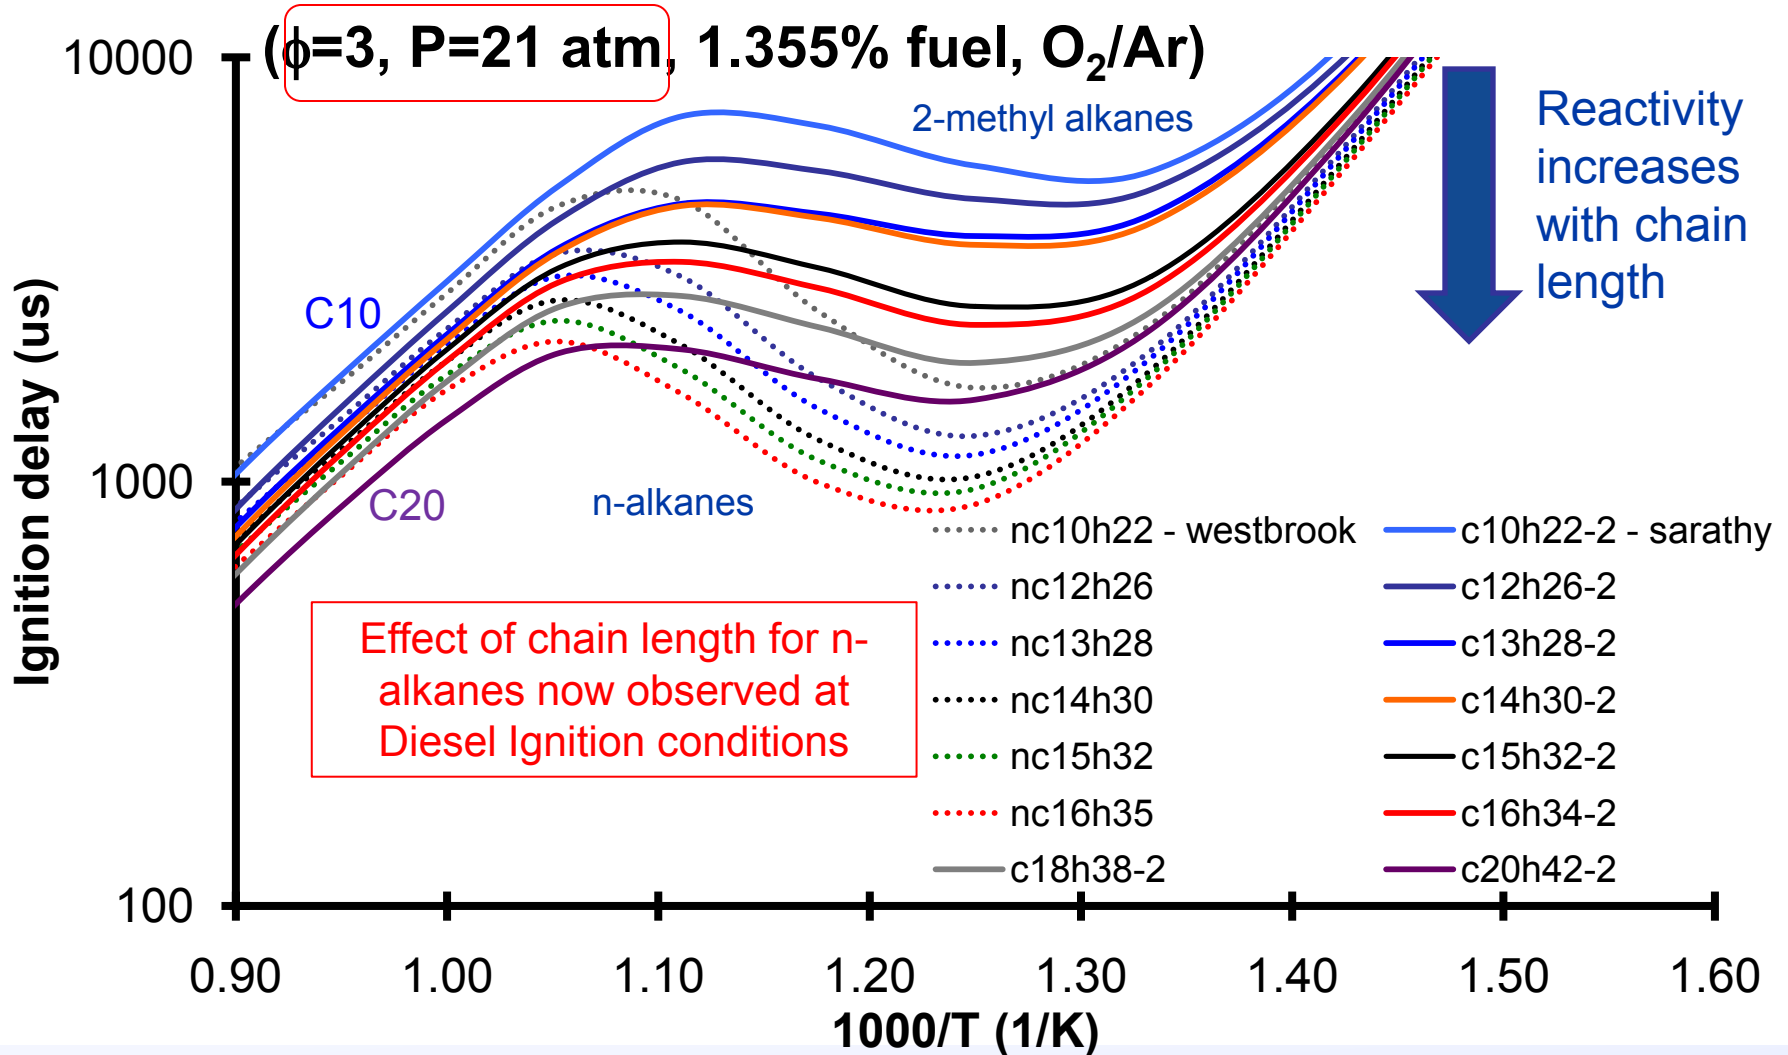 (ϕ=3, P=21 atm, 1.355% fuel, O₂/Ar)
10000
2-methyl alkanes
Reactivity
increases
with chain
length
C10
Ignition delay (us)
1000
C20
n-alkanes
nc10h22 - westbrook
c10h22-2 - sarathy
nc12h26
c12h26-2
Effect of chain length for n-
alkanes now observed at
Diesel Ignition conditions
nc13h28
c13h28-2
nc14h30
c14h30-2
nc15h32
c15h32-2
nc16h35
c16h34-2
c18h38-2
c20h42-2
100
0.90 1.00 1.10 1.20 1.30 1.40 1.50 1.60
1000/T (1/K)